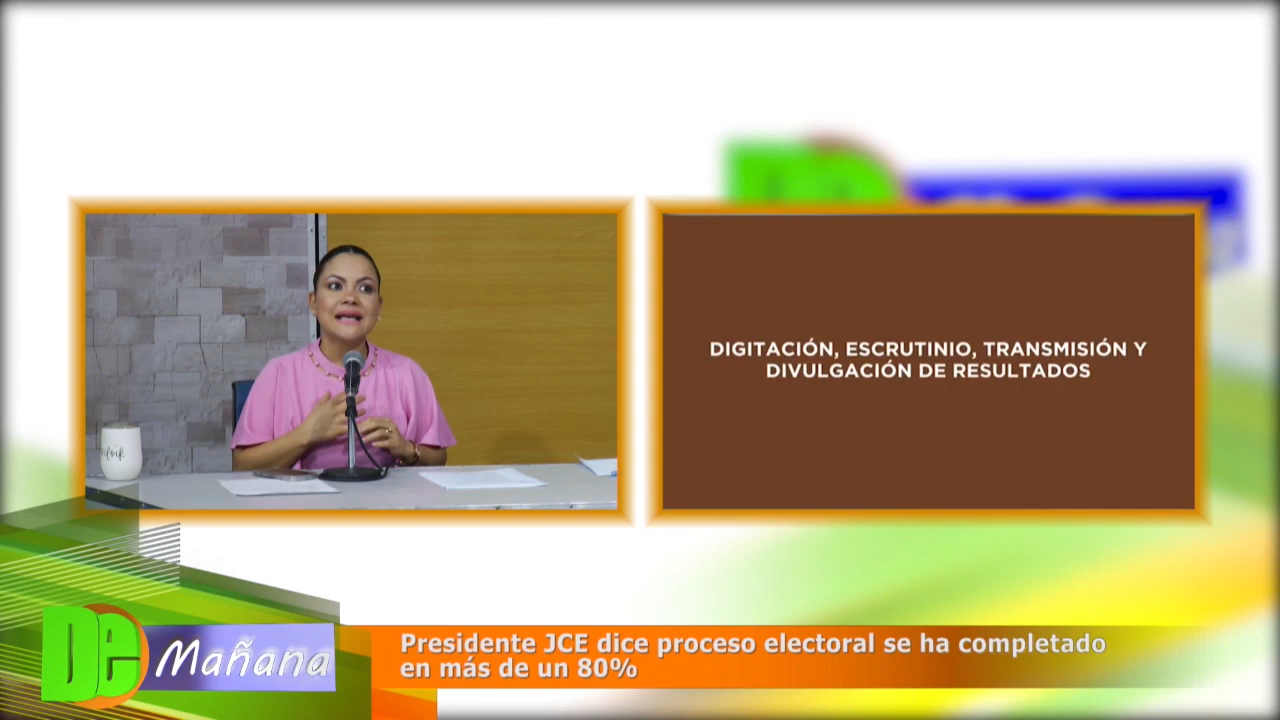 DIGITACIÓN, ESCRUTINIO, TRANSMISIÓN Y
DIVULGACIÓN DE RESULTADOS
Presidente JCE dice proceso electoral se ha completado
en más de un 80%
De Mañana